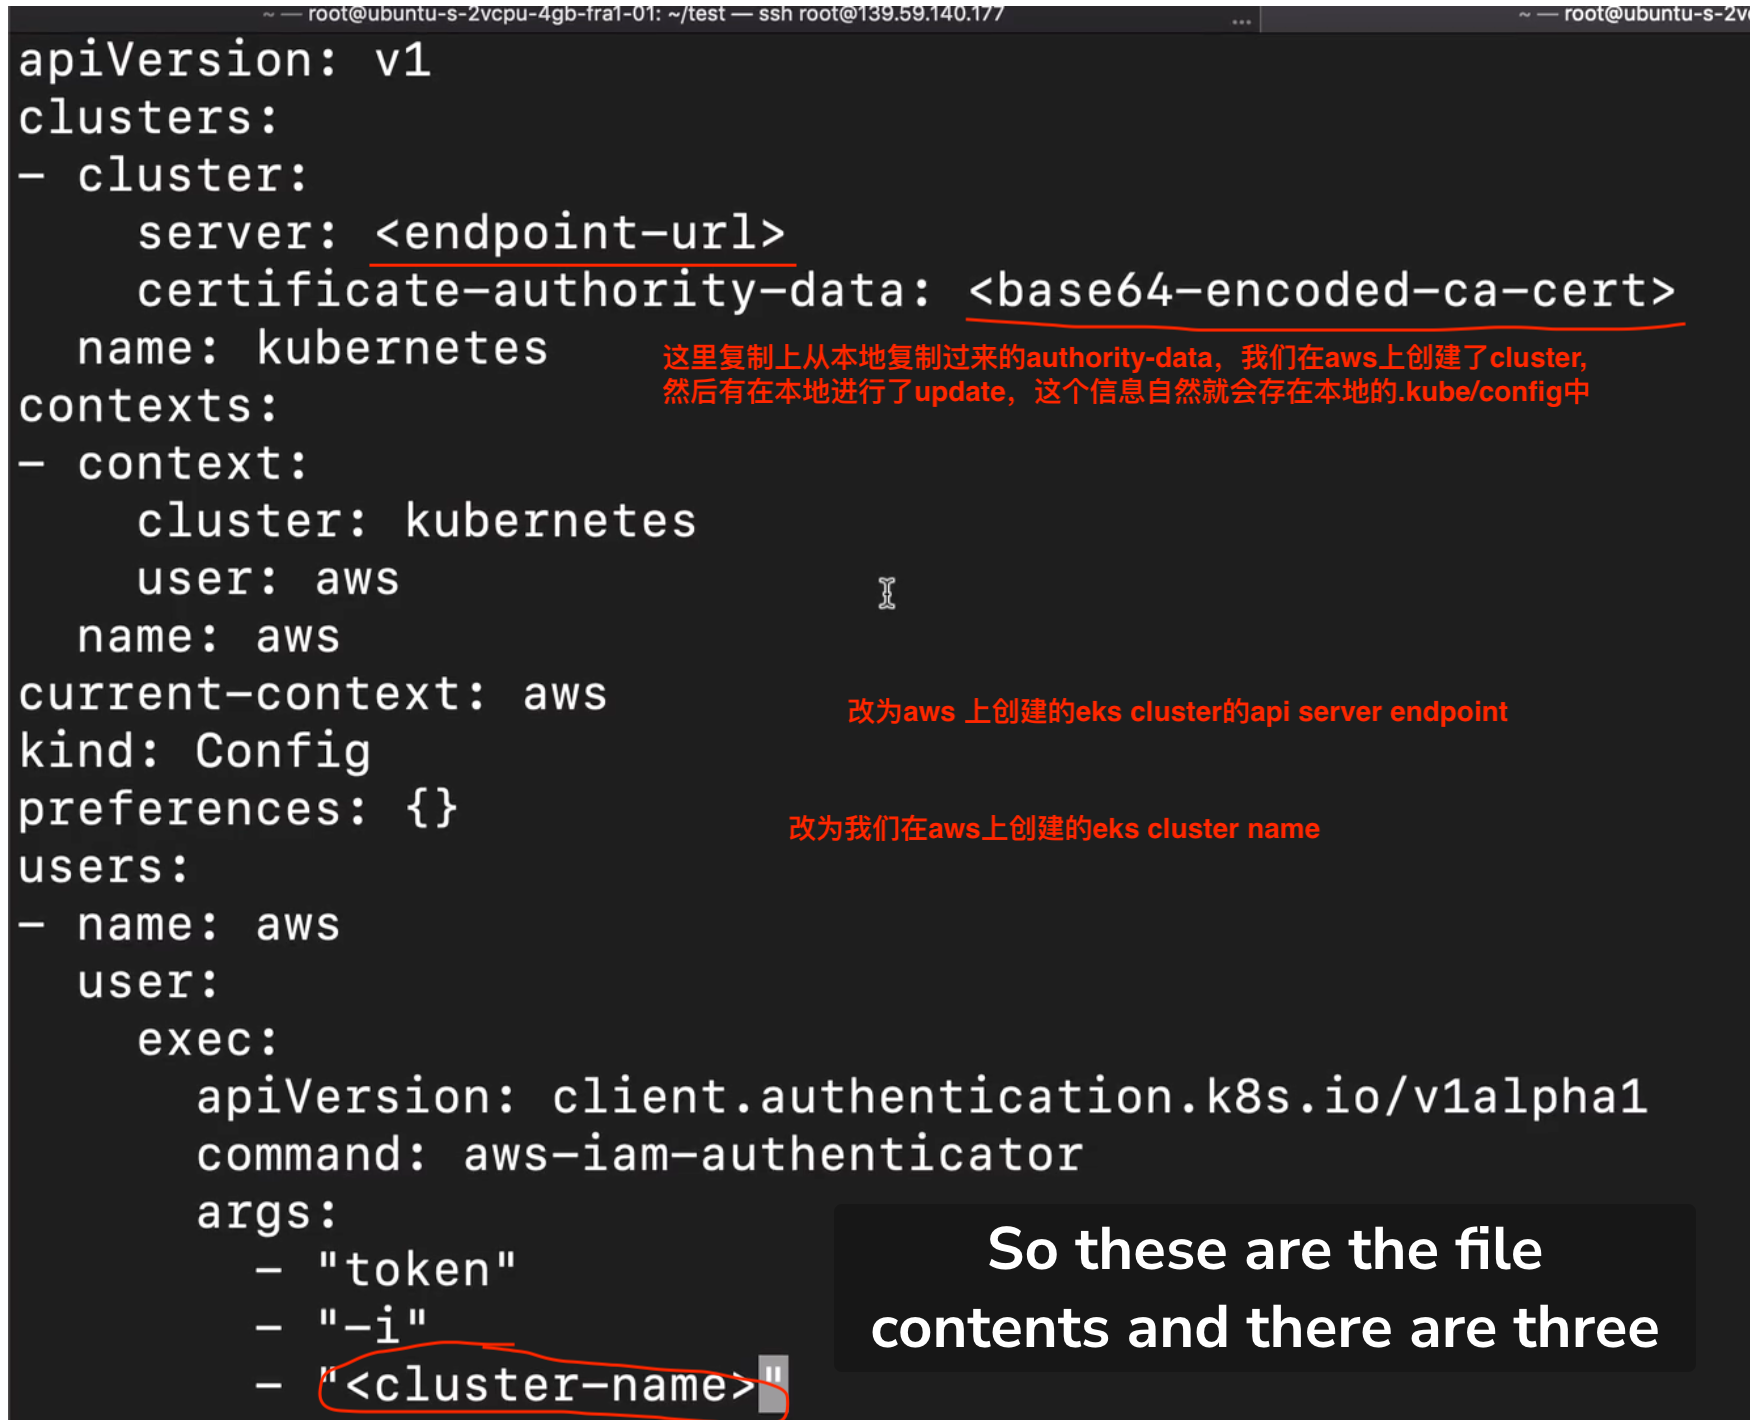 ~ — root@ubuntu-s-2vcpu-4gb-fra1-01: ~/test — ssh root@139.59.140.177 ...
~ — root@ubuntu-s-2v
apiVersion: v1
clusters:
- cluster:
    server: <endpoint-url>
    certificate-authority-data: <base64-encoded-ca-cert>
  name: kubernetes
这里复制上从本地复制过来的authority-data，我们在aws上创建了cluster,
然后有在本地进行了update，这个信息自然就会存在本地的.kube/config中
contexts:
- context:
    cluster: kubernetes
    user: aws
  name: aws
current-context: aws
改为aws 上创建的eks cluster的api server endpoint
kind: Config
preferences: {}
改为我们在aws上创建的eks cluster name
users:
- name: aws
  user:
    exec:
      apiVersion: client.authentication.k8s.io/v1alpha1
      command: aws-iam-authenticator
      args:
        - "token"
        - "-i"
        - "<cluster-name>"
So these are the file
contents and there are three